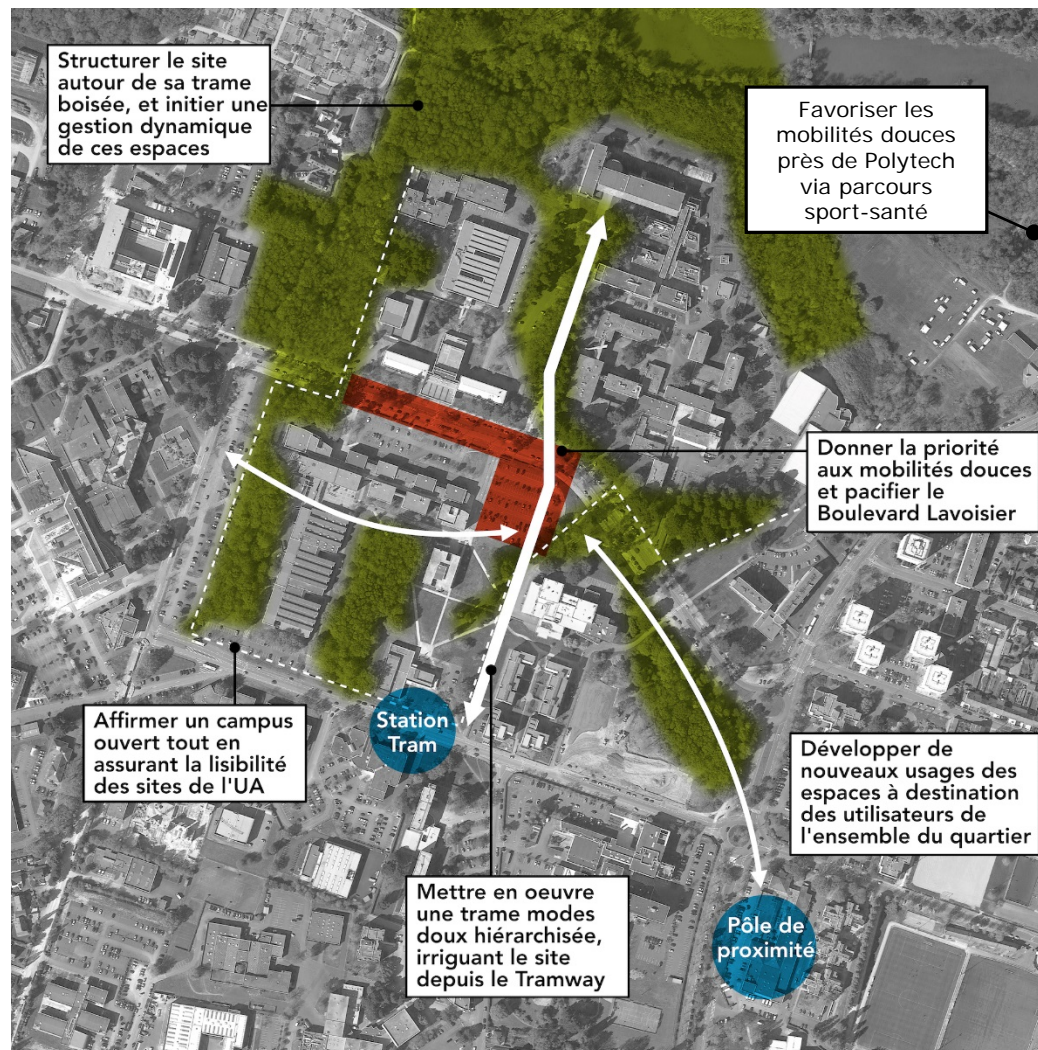 Structurer le site
autour de sa trame
boisée, et initier une
gestion dynamique
de ces espaces
Favoriser les
mobilités douces
près de Polytech
via parcours
sport-santé
Donner la priorité
aux mobilités douces
et pacifier le
Boulevard Lavoisier
Affirmer un campus
ouvert tout en
assurant la lisibilité
des sites de l'UA
Station
Tram
Développer de
nouveaux usages des
espaces à destination
des utilisateurs de
l'ensemble du quartier
Mettre en oeuvre
une trame modes
doux hiérarchisée,
irriguant le site
depuis le Tramway
Pôle de
proximité